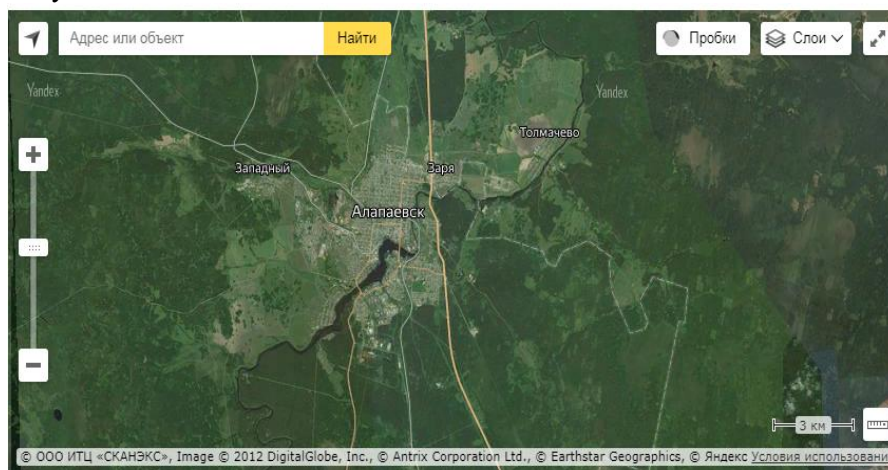 Адрес или объект
Найти
Пробки
Слои
Yandex
Yandex
Толмачево
Западный
Заря
Алапаевск
3 км
© ООО ИТЦ «СКАНЭКС», Image © 2012 DigitalGlobe, Inc., © Antrix Corporation Ltd., © Earthstar Geographics, © Яндекс Условия использовани